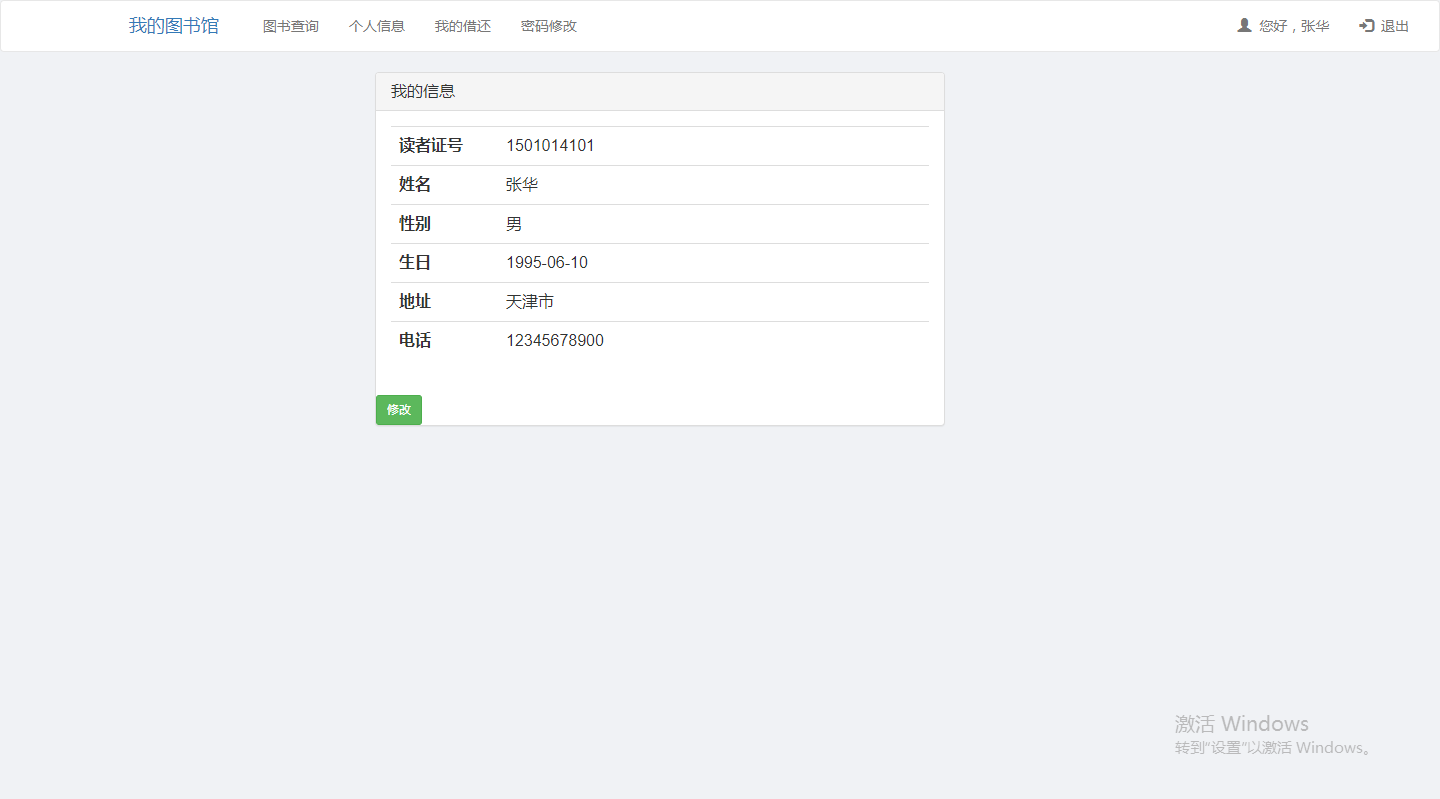 我的图书馆 图书查询 个人信息 我的借还 密码修改 您好，张华 退出
我的信息
读者证号 1501014101
姓名 张华
性别 男
生日 1995-06-10
地址 天津市
电话 12345678900
修改
激活 Windows
转到"设置"以激活 Windows。